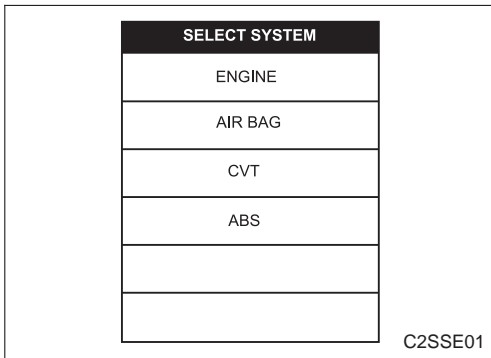 SELECT SYSTEM
ENGINE
AIR BAG
CVT
ABS
C2SSE01